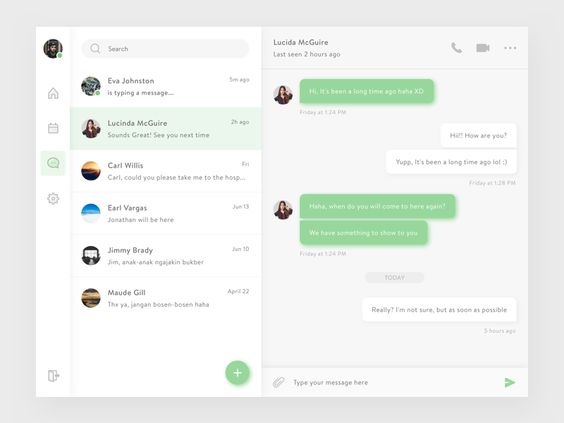 Search
Eva Johnston
5m ago
is typing a message...
Lucinda McGuire
2h ago
Sounds Great! See you next time
Carl Willis
Fri
Carl, could you please take me to the hosp...
Earl Vargas
Jun 13
Jonathan will be here
Jimmy Brady
Jun 10
Jim, anak-anak ngajakin bukber
Maude Gill
April 22
Thx ya, jangan bosen-bosen haha
Lucida McGuire
Last seen 2 hours ago
Hi, It's been a long time ago haha XD
Friday at 1:24 PM
Hii!! How are you?
Yupp, It's been a long time ago lol :)
Friday at 1:28 PM
Haha, when do you will come to here again?
We have something to show to you
Friday at 1:24 PM
TODAY
Really? I'm not sure, but as soon as possible
5 hours ago
Type your message here